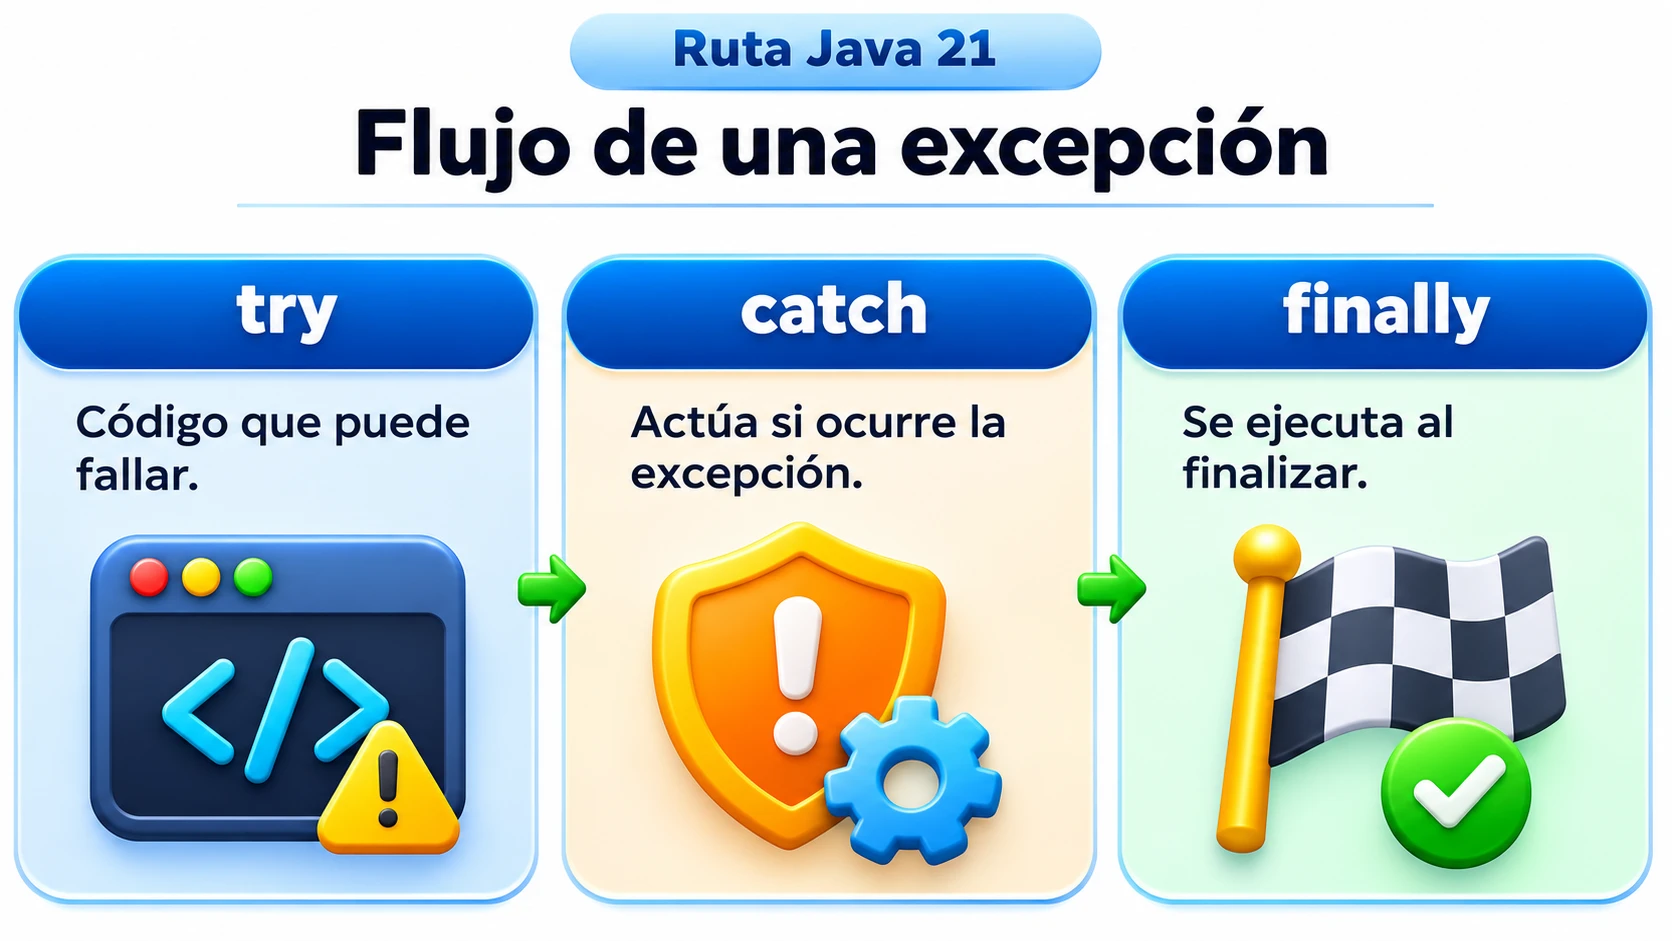 Ruta Java 21
Flujo de una excepción
try
Código que puede
fallar.
</>
catch
Actúa si ocurre la
excepción.
finally
Se ejecuta al
finalizar.